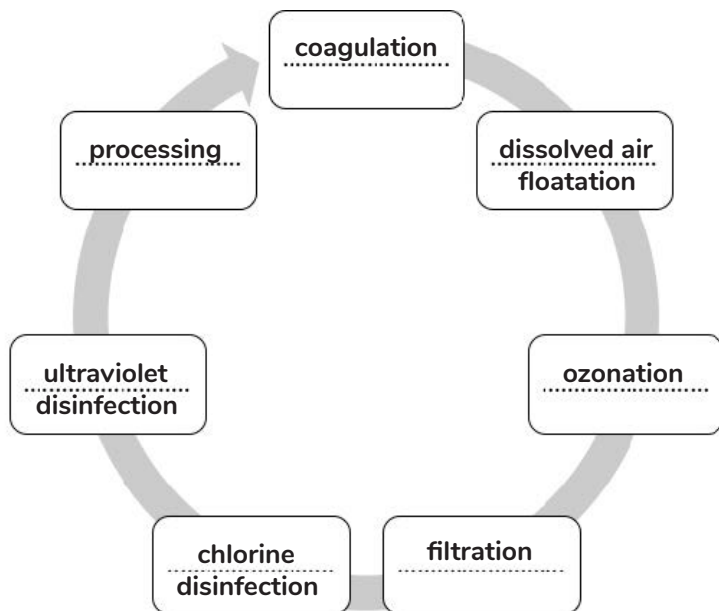 coagulation
dissolved air
floatation
ozonation
filtration
chlorine
disinfection
ultraviolet
disinfection
processing